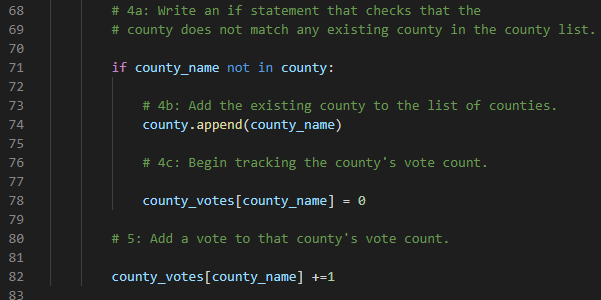 68 # 4a: Write an if statement that checks that the
69 # county does not match any existing county in the county list.
70
71 if county_name not in county:
72
73 # 4b: Add the existing county to the list of counties.
74 county.append(county_name)
75
76 # 4c: Begin tracking the county's vote count.
77
78 county_votes[county_name] = 0
79
80 # 5: Add a vote to that county's vote count.
81
82 county_votes[county_name] +=1
83